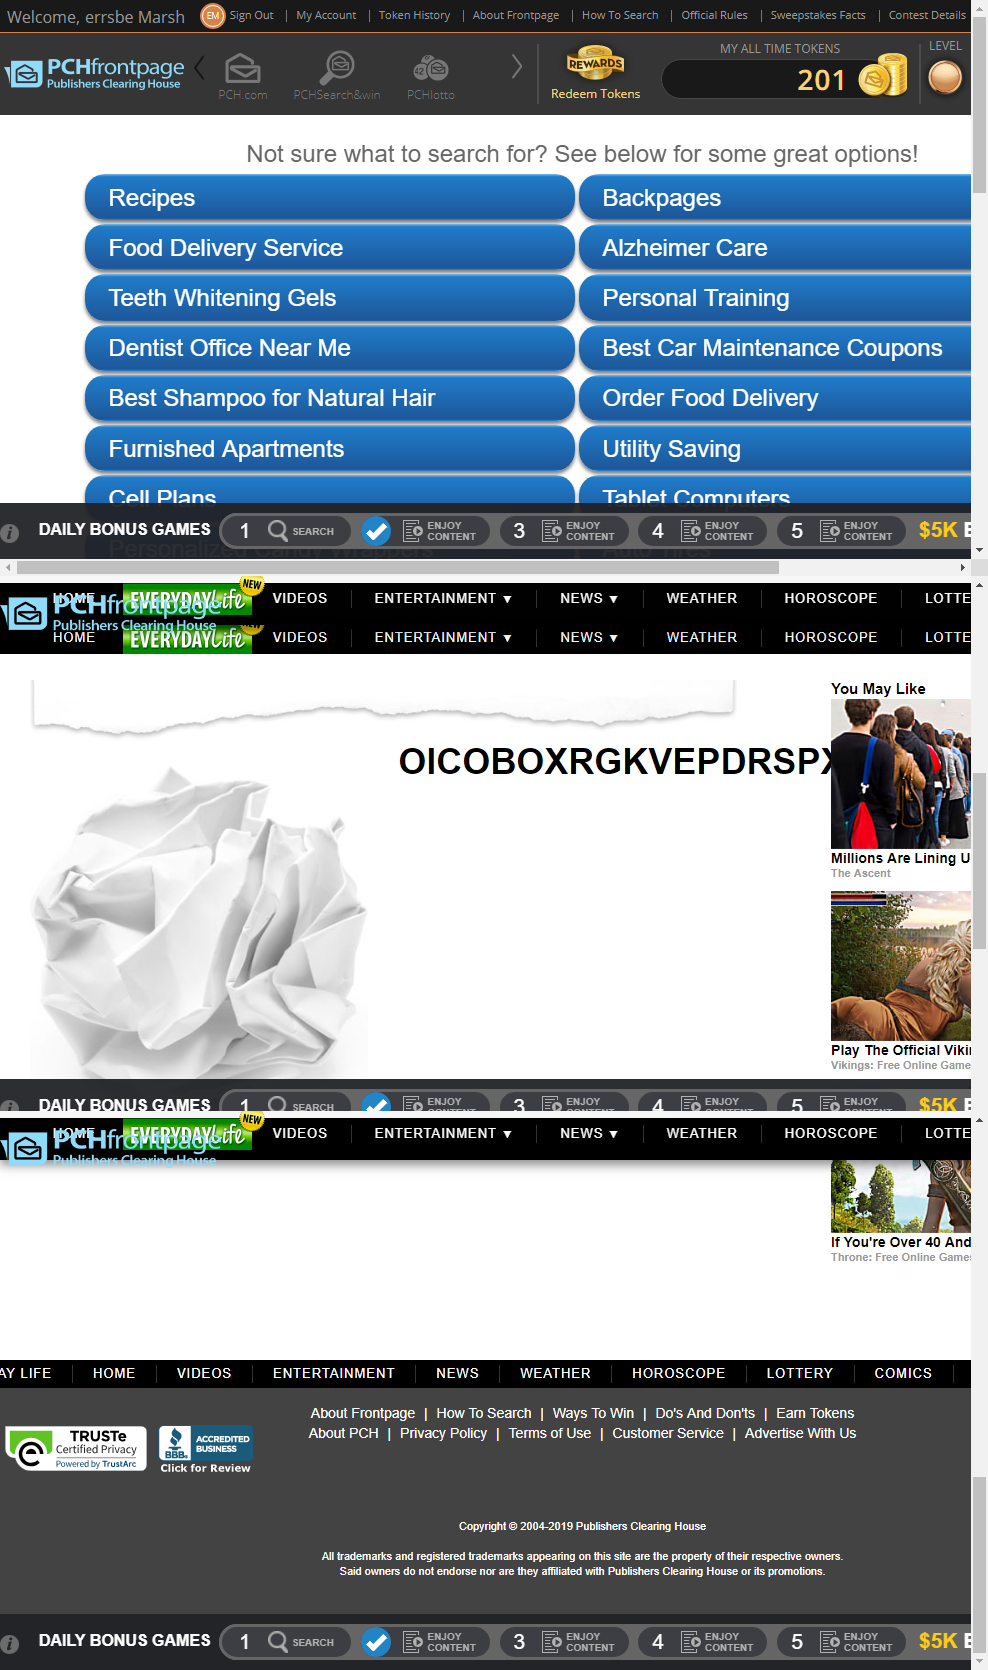 Welcome, errsbe Marsh EM Sign Out | My Account | Token History | About Frontpage | How To Search | Official Rules | Sweepstakes Facts | Contest Details
PCHfrontpage
Publishers Clearing House
PCH.com PCHSearch&win 42 PCHlotto
REWARDS
Redeem Tokens
MY ALL TIME TOKENS
201
LEVEL
Not sure what to search for? See below for some great options!
Recipes Backpages
Food Delivery Service Alzheimer Care
Teeth Whitening Gels Personal Training
Dentist Office Near Me Best Car Maintenance Coupons
Best Shampoo for Natural Hair Order Food Delivery
Furnished Apartments Utility Saving
Cell Plans Tablet Computers
Personalized Candy Wrappers Auto Tires
DAILY BONUS GAMES 1 SEARCH ENJOY CONTENT 3 ENJOY CONTENT 4 ENJOY CONTENT 5 ENJOY CONTENT $5K
HOME EVERYDAYLife NEW VIDEOS ENTERTAINMENT ▼ NEWS ▼ WEATHER HOROSCOPE LOTTE
PCHfrontpage
Publishers Clearing House
HOME EVERYDAYLife VIDEOS ENTERTAINMENT ▼ NEWS ▼ WEATHER HOROSCOPE LOTTE
You May Like
OICOBOXRGKVEPDRSPX
Millions Are Lining U
The Ascent
Play The Official Viki
Vikings: Free Online Game
DAILY BONUS GAMES 1 SEARCH ENJOY CONTENT 3 ENJOY CONTENT 4 ENJOY CONTENT 5 ENJOY CONTENT $5K
HOME EVERYDAYLife NEW VIDEOS ENTERTAINMENT ▼ NEWS ▼ WEATHER HOROSCOPE LOTTE
PCHfrontpage
Publishers Clearing House
If You're Over 40 And
Throne: Free Online Games
AY LIFE HOME VIDEOS ENTERTAINMENT NEWS WEATHER HOROSCOPE LOTTERY COMICS
About Frontpage | How To Search | Ways To Win | Do's And Don'ts | Earn Tokens
About PCH | Privacy Policy | Terms of Use | Customer Service | Advertise With Us
TRUSTe
Certified Privacy
Powered by TrustArc
BBB. ACCREDITED BUSINESS
Click for Review
Copyright © 2004-2019 Publishers Clearing House
All trademarks and registered trademarks appearing on this site are the property of their respective owners.
Said owners do not endorse nor are they affiliated with Publishers Clearing House or its promotions.
DAILY BONUS GAMES 1 SEARCH ENJOY CONTENT 3 ENJOY CONTENT 4 ENJOY CONTENT 5 ENJOY CONTENT $5K